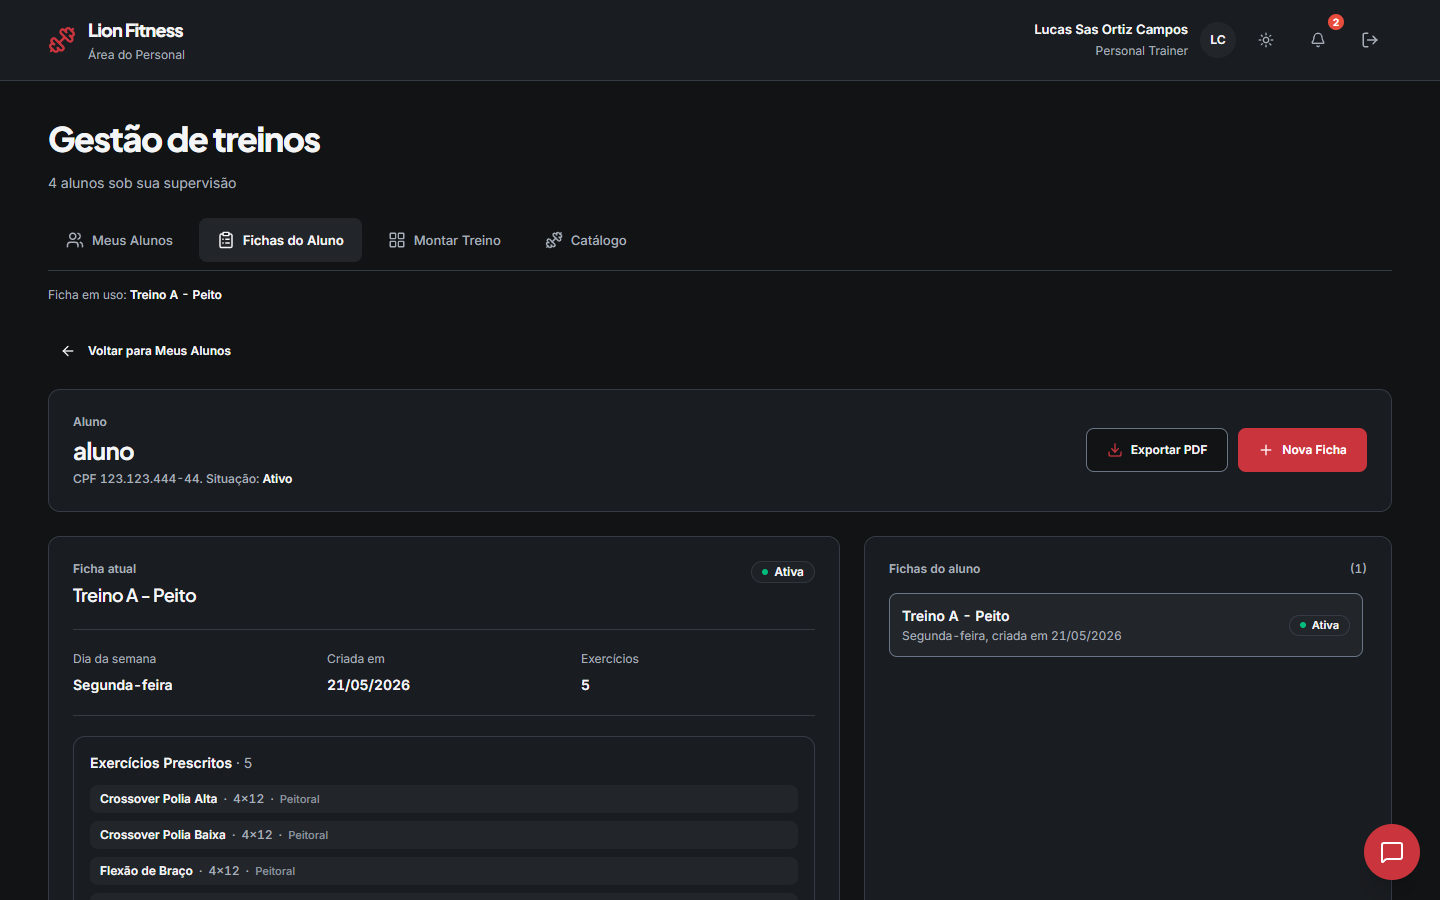 Lion Fitness
Área do Personal
Lucas Sas Ortiz Campos
Personal Trainer
LC
2
Gestão de treinos
4 alunos sob sua supervisão
Meus Alunos
Fichas do Aluno
Montar Treino
Catálogo
Ficha em uso: Treino A - Peito
Voltar para Meus Alunos
Aluno
aluno
CPF 123.123.444-44. Situação: Ativo
Exportar PDF
Nova Ficha
Ficha atual
Treino A – Peito
Ativa
Dia da semana
Segunda-feira
Criada em
21/05/2026
Exercícios
5
Exercícios Prescritos · 5
Crossover Polia Alta · 4×12 · Peitoral
Crossover Polia Baixa · 4×12 · Peitoral
Flexão de Braço · 4×12 · Peitoral
Fichas do aluno
(1)
Treino A - Peito
Segunda-feira, criada em 21/05/2026
Ativa